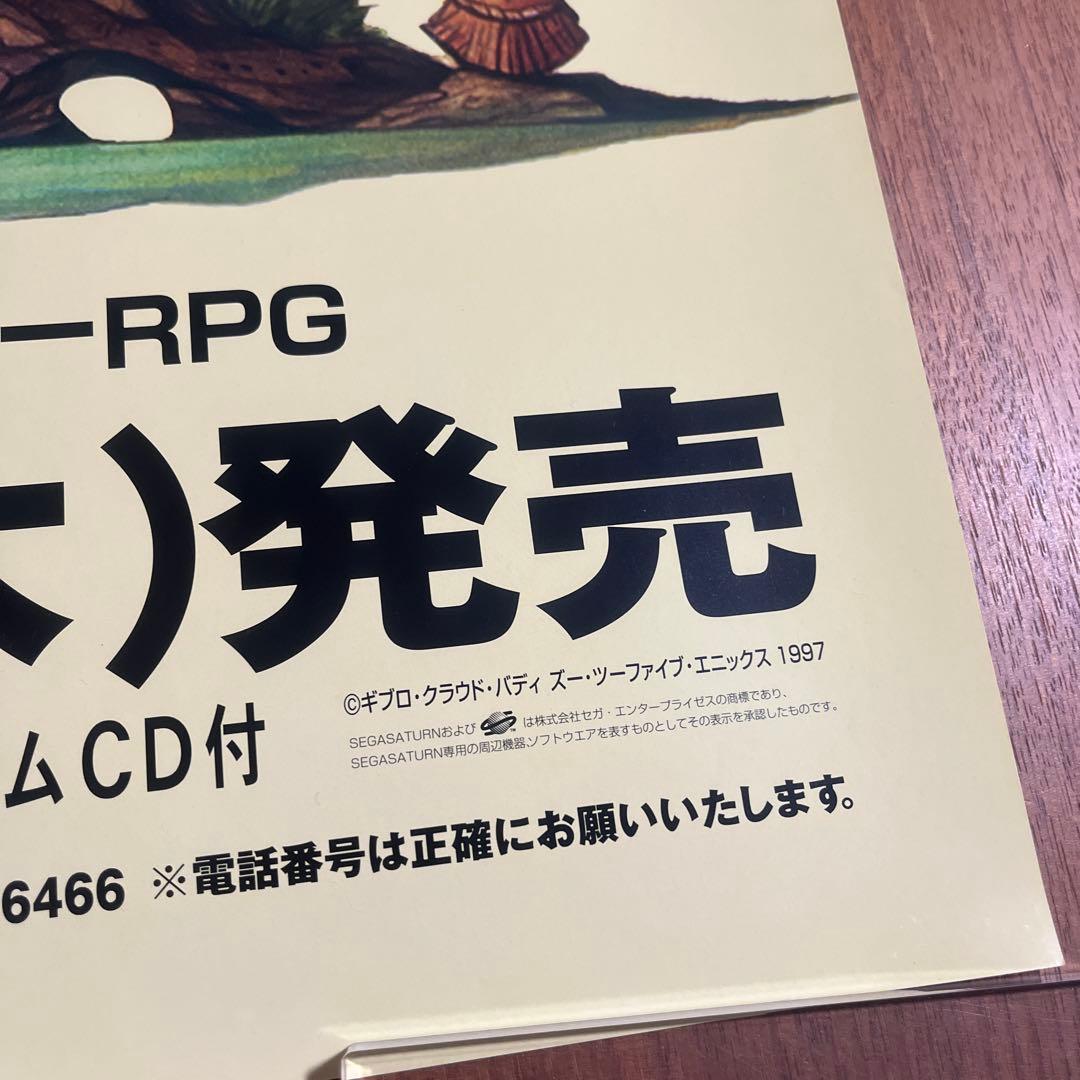 ーRPG
)発売
©ギブロ・クラウド・バディ ズー・ツーファイブ・エニックス 1997
SEGASATURNおよび TM は株式会社セガ・エンタープライゼスの商標であり、
SEGASATURN専用の周辺機器、ソフトウエアを表すものとしてその表示を承認したものです。
ムCD付
6466 ※電話番号は正確にお願いいたします。